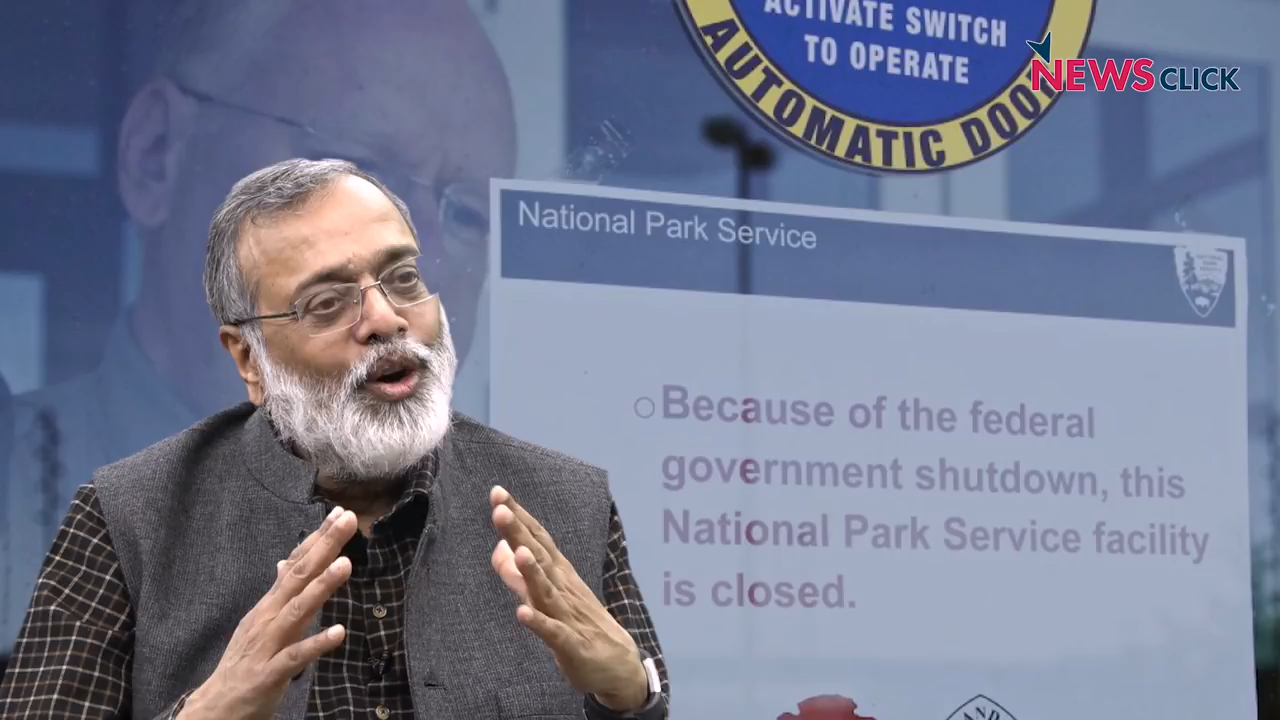 ACTIVATE SWITCH
TO OPERATE
AUTOMATIC DOOR
NEWSCLICK
National Park Service
Because of the federal
government shutdown, this
National Park Service facility
is closed.